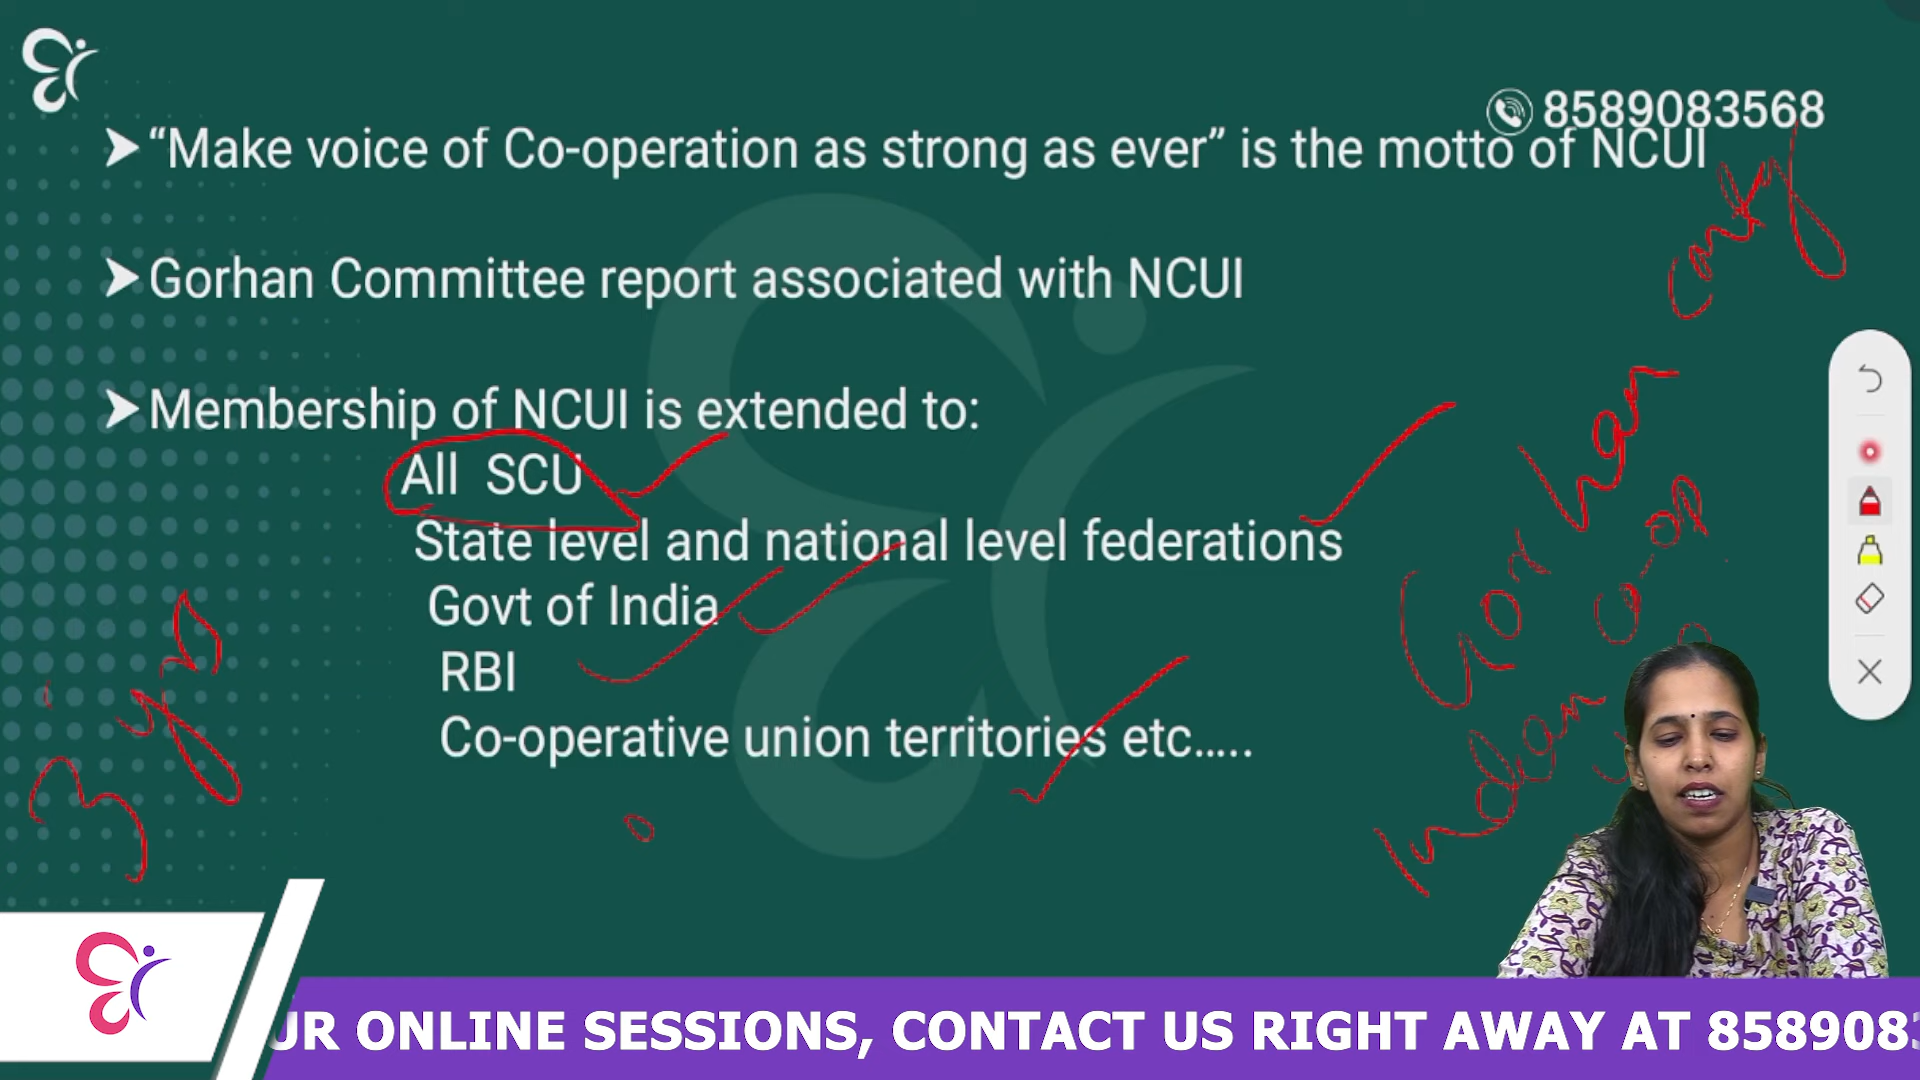 8589083568
➤ “Make voice of Co-operation as strong as ever” is the motto of NCUI
➤ Gorhan Committee report associated with NCUI
➤ Membership of NCUI is extended to:
All SCU
State level and national level federations
Govt of India
RBI
Co-operative union territories etc.....
Gorhan
Indian Co-op
3 yrs
UR ONLINE SESSIONS, CONTACT US RIGHT AWAY AT 858908